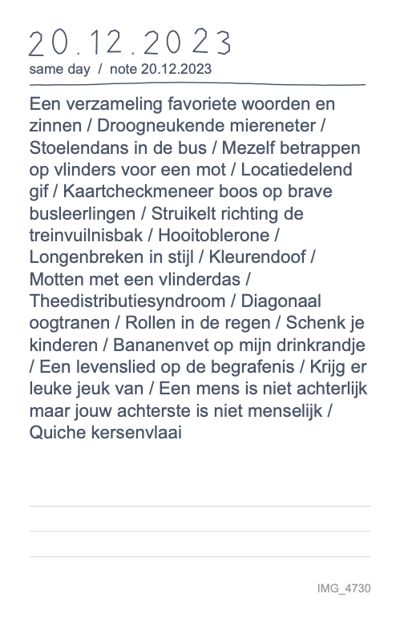 20.12.2023
same day / note 20.12.2023
Een verzameling favoriete woorden en
zinnen / Droogneukende miereneter /
Stoelendans in de bus / Mezelf betrappen
op vlinders voor een mot / Locatiedelend
gif / Kaartcheckmeneer boos op brave
busleerlingen / Struikelt richting de
treinvuilnisbak / Hooitoblerone /
Longenbreken in stijl / Kleurendoof /
Motten met een vlinderdas /
Theedistributiesyndroom / Diagonaal
oogtranen / Rollen in de regen / Schenk je
kinderen / Bananenvet op mijn drinkrandje
/ Een levenslied op de begrafenis / Krijg er
leuke jeuk van / Een mens is niet achterlijk
maar jouw achterste is niet menselijk /
Quiche kersenvlaai
IMG_4730